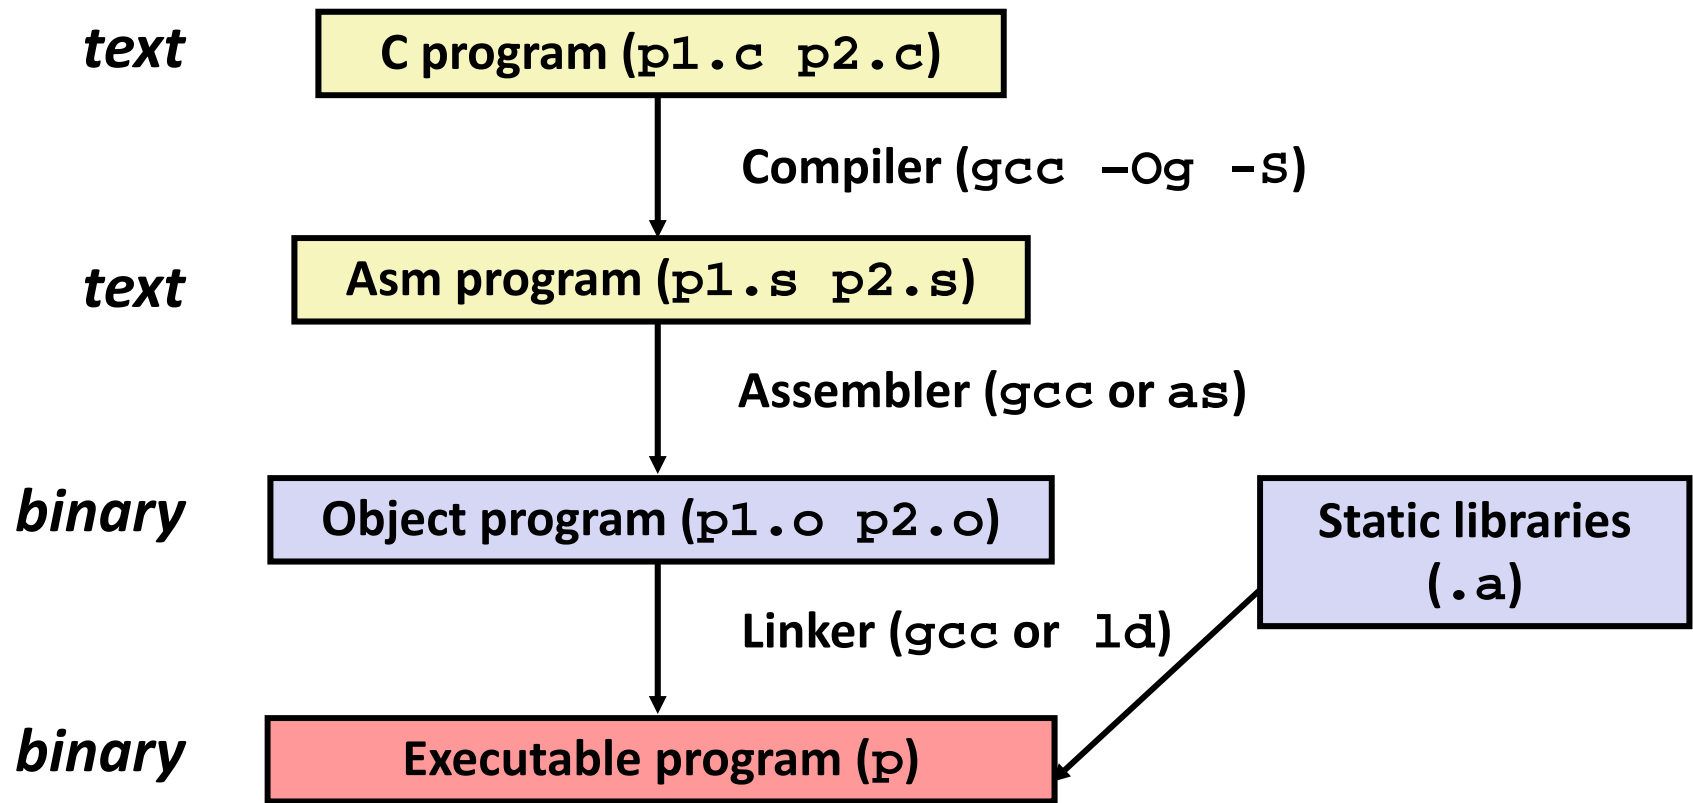 text
C program (p1.c p2.c)
Compiler (gcc –Og -S)
text
Asm program (p1.s p2.s)
Assembler (gcc or as)
binary
Object program (p1.o p2.o)
Static libraries
(.a)
Linker (gcc or ld)
binary
Executable program (p)